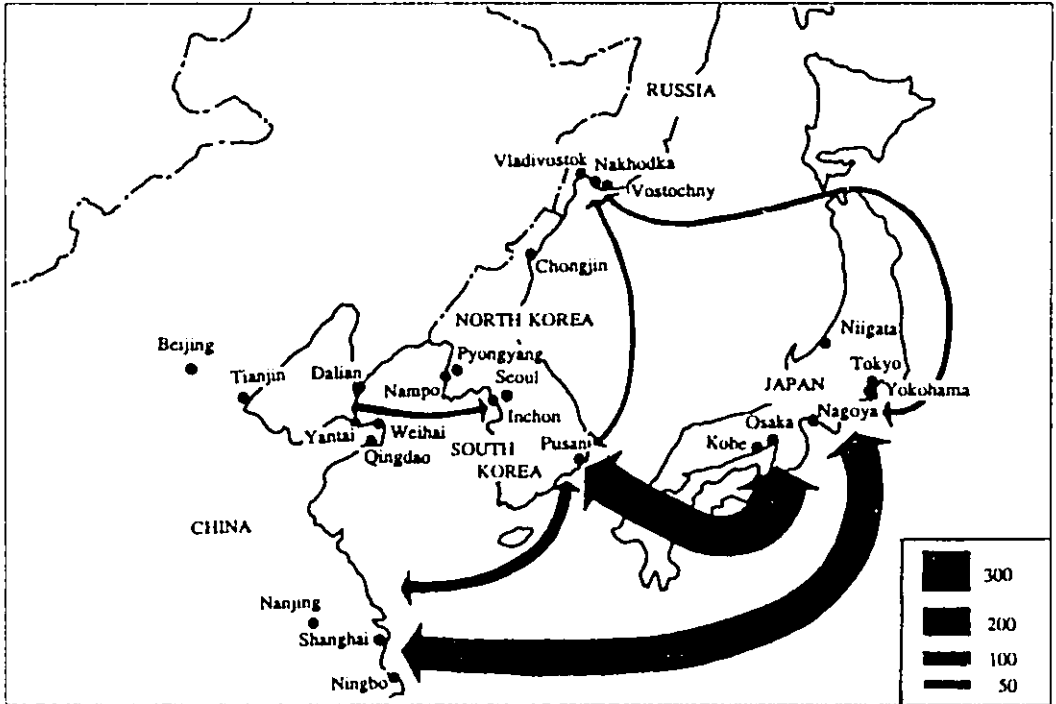 RUSSIA
Vladivostok
Nakhodka
Vostochny
Chongjin
NORTH KOREA
Niigata
Beijing
Pyongyang
Tianjin
Dalian
Seoul
Tokyo
Nampo
JAPAN
Yokohama
Inchon
Nagoya
Yantai
Weihai
Osaka
Qingdao
SOUTH
KOREA
Pusan
Kobe
CHINA
300
Nanjing
200
Shanghai
100
Ningbo
50